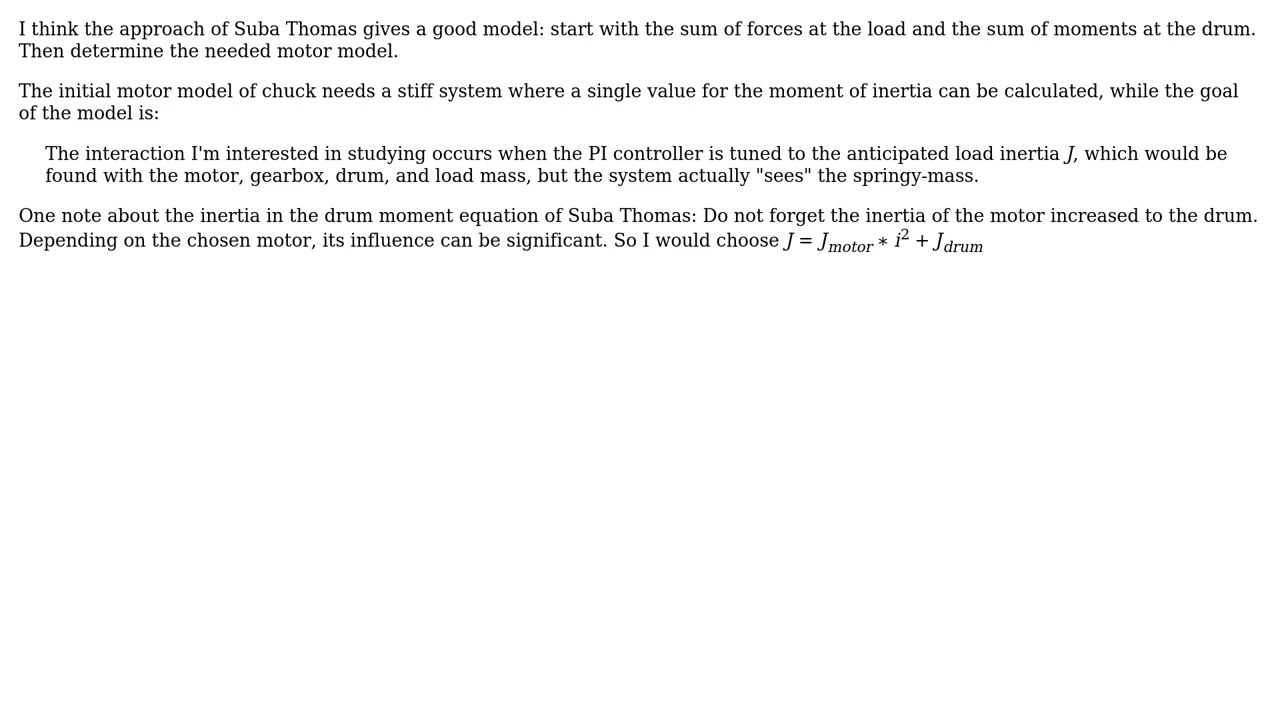 I think the approach of Suba Thomas gives a good model: start with the sum of forces at the load and the sum of moments at the drum.
Then determine the needed motor model.
The initial motor model of chuck needs a stiff system where a single value for the moment of inertia can be calculated, while the goal
of the model is:
The interaction I'm interested in studying occurs when the PI controller is tuned to the anticipated load inertia J, which would be
found with the motor, gearbox, drum, and load mass, but the system actually "sees" the springy-mass.
One note about the inertia in the drum moment equation of Suba Thomas: Do not forget the inertia of the motor increased to the drum.
Depending on the chosen motor, its influence can be significant. So I would choose $J = J_{motor} * i^2 + J_{drum}$